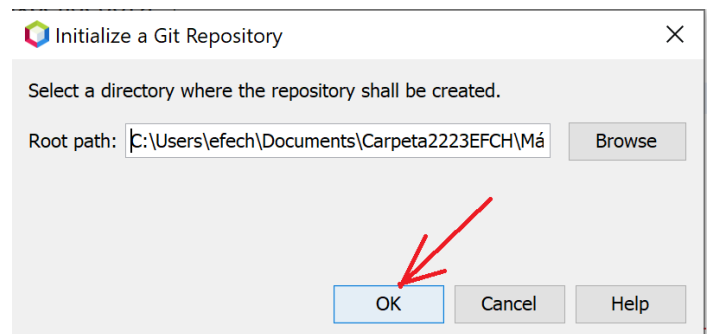 Initialize a Git Repository
Select a directory where the repository shall be created.
Root path: C:\Users\efech\Documents\Carpeta2223EFCH\Má Browse
OK Cancel Help